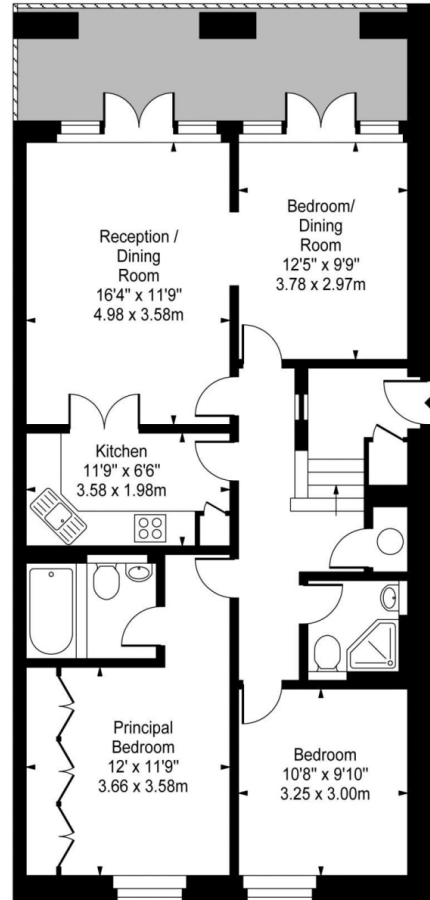 Reception /
Dining
Room
16'4" x 11'9"
4.98 x 3.58m
Bedroom/
Dining
Room
12'5" x 9'9"
3.78 x 2.97m
Kitchen
11'9" x 6'6"
3.58 x 1.98m
Principal
Bedroom
12' x 11'9"
3.66 x 3.58m
Bedroom
10'8" x 9'10"
3.25 x 3.00m